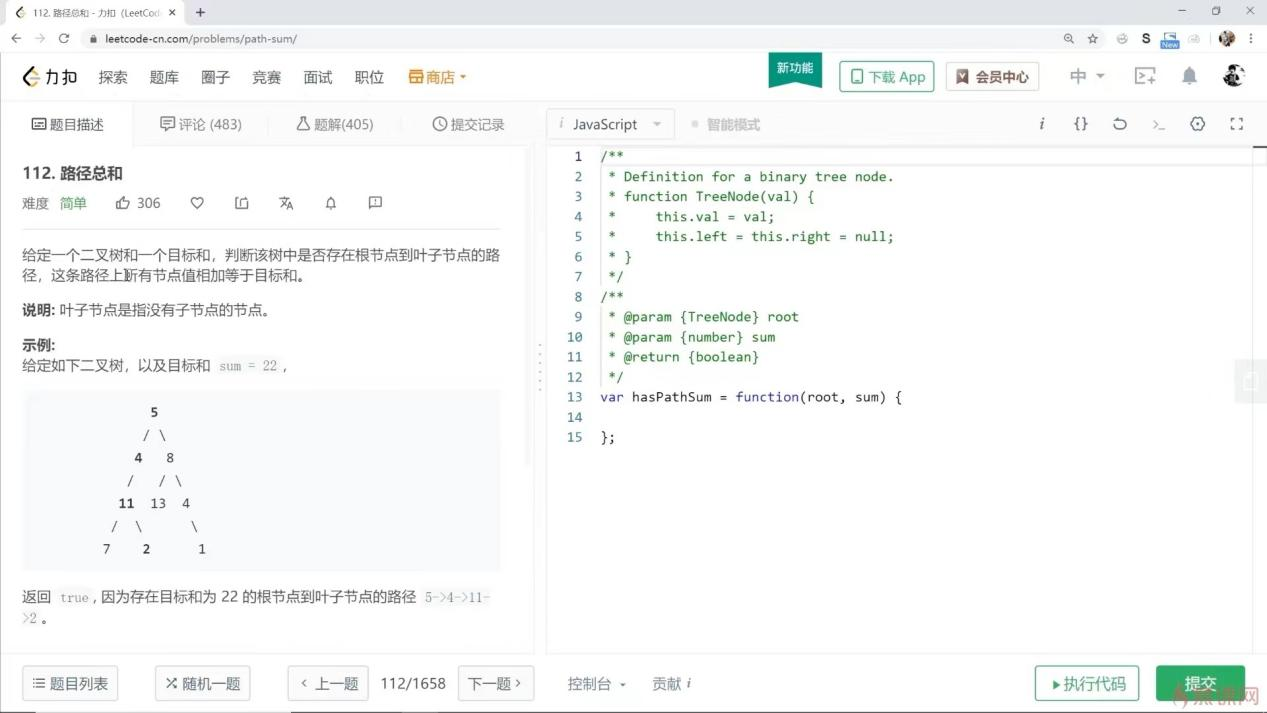 112. 路径总和 - 力扣（LeetCod
leetcode-cn.com/problems/path-sum/
New
力扣 探索 题库 圈子 竞赛 面试 职位 商店 新功能 下载 App 会员中心 中
题目描述 评论 (483) 题解(405) 提交记录 i JavaScript 智能模式 i {} >_
112. 路径总和
难度 简单 306
给定一个二叉树和一个目标和，判断该树中是否存在根节点到叶子节点的路
径，这条路径上所有节点值相加等于目标和。
说明: 叶子节点是指没有子节点的节点。
示例:
给定如下二叉树，以及目标和 sum = 22 ，
5
/ \
4 8
/ / \
11 13 4
/ \ \
7 2 1
返回 true , 因为存在目标和为 22 的根节点到叶子节点的路径 5->4->11-
>2 。
1 /**
2 * Definition for a binary tree node.
3 * function TreeNode(val) {
4 * this.val = val;
5 * this.left = this.right = null;
6 * }
7 */
8 /**
9 * @param {TreeNode} root
10 * @param {number} sum
11 * @return {boolean}
12 */
13 var hasPathSum = function(root, sum) {
14
15 };
题目列表 随机一题 上一题 112/1658 下一题 控制台 贡献 i 执行代码 提交
慕课网